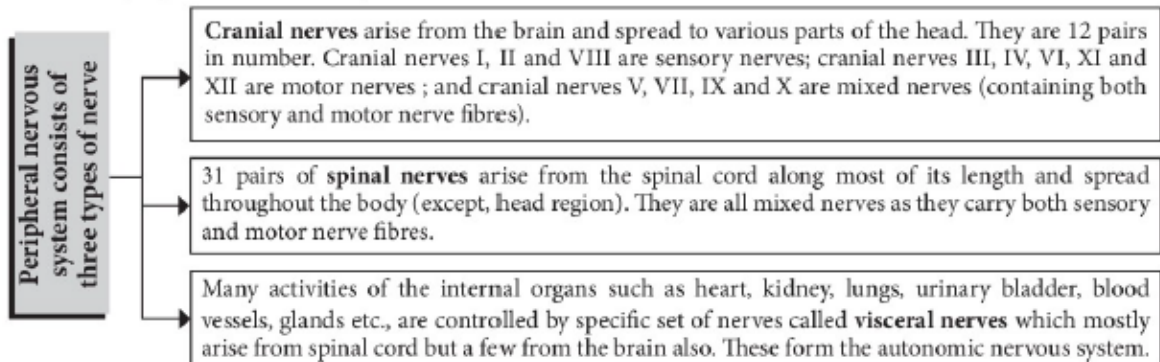 Peripheral nervous
system consists of
three types of nerve
Cranial nerves arise from the brain and spread to various parts of the head. They are 12 pairs
in number. Cranial nerves I, II and VIII are sensory nerves; cranial nerves III, IV, VI, XI and
XII are motor nerves ; and cranial nerves V, VII, IX and X are mixed nerves (containing both
sensory and motor nerve fibres).
31 pairs of spinal nerves arise from the spinal cord along most of its length and spread
throughout the body (except, head region). They are all mixed nerves as they carry both sensory
and motor nerve fibres.
Many activities of the internal organs such as heart, kidney, lungs, urinary bladder, blood
vessels, glands etc., are controlled by specific set of nerves called visceral nerves which mostly
arise from spinal cord but a few from the brain also. These form the autonomic nervous system.